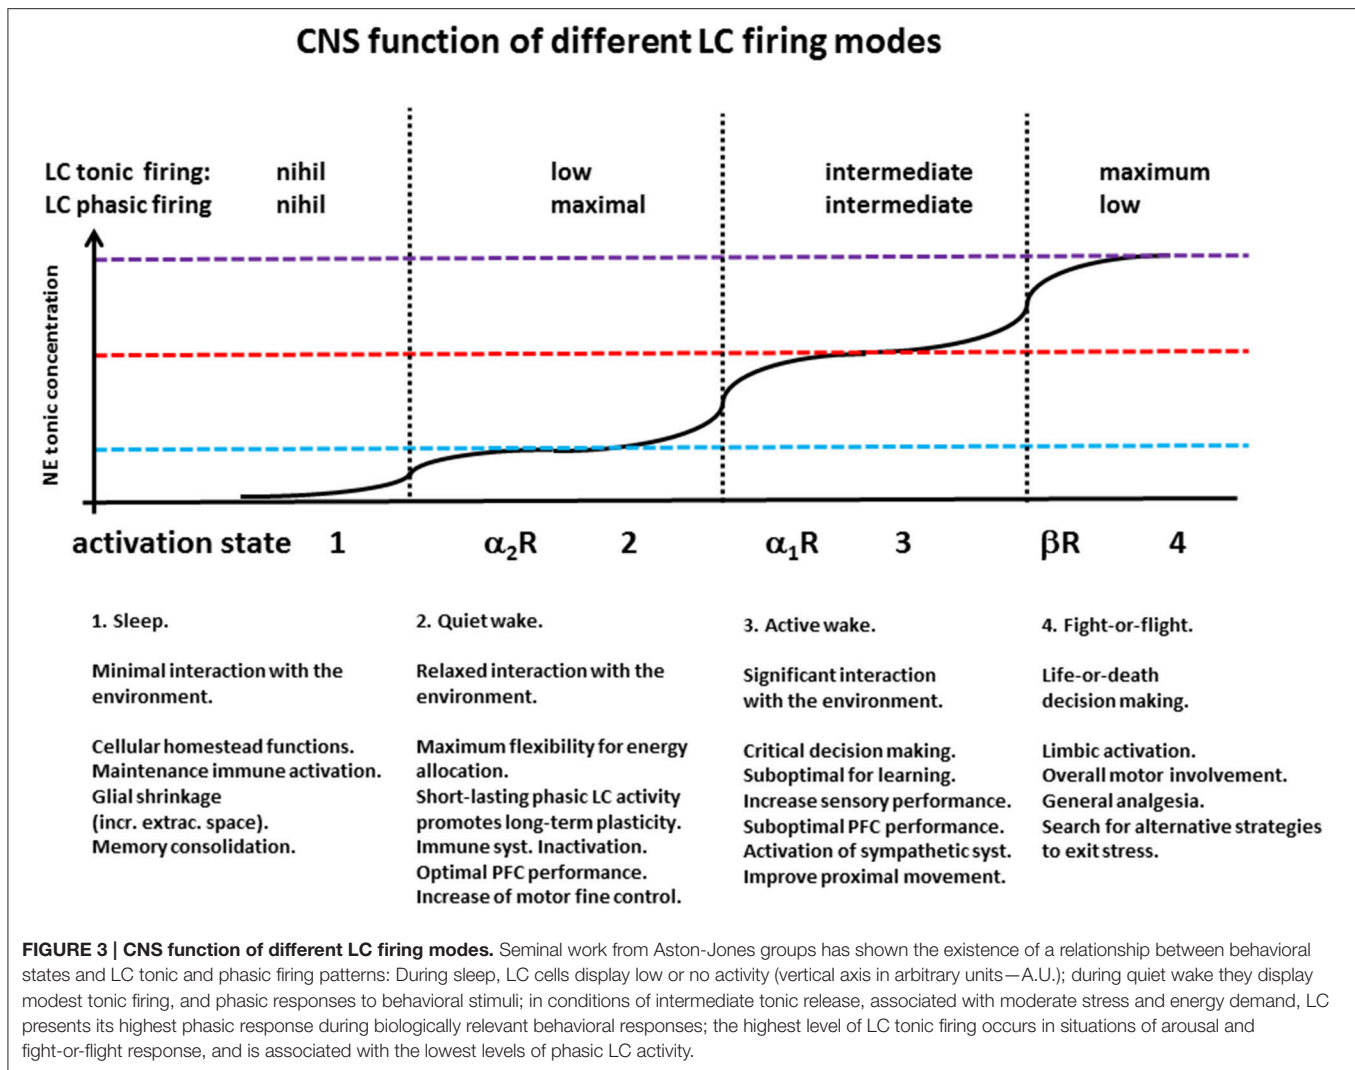 CNS function of different LC firing modes
LC tonic firing: nihil low intermediate maximum
LC phasic firing nihil maximal intermediate low
NE tonic concentration
activation state 1 α₂R 2 α₁R 3 βR 4
1. Sleep.
Minimal interaction with the
environment.
Cellular homestead functions.
Maintenance immune activation.
Glial shrinkage
(incr. extrac. space).
Memory consolidation.
2. Quiet wake.
Relaxed interaction with the
environment.
Maximum flexibility for energy
allocation.
Short-lasting phasic LC activity
promotes long-term plasticity.
Immune syst. Inactivation.
Optimal PFC performance.
Increase of motor fine control.
3. Active wake.
Significant interaction
with the environment.
Critical decision making.
Suboptimal for learning.
Increase sensory performance.
Suboptimal PFC performance.
Activation of sympathetic syst.
Improve proximal movement.
4. Fight-or-flight.
Life-or-death
decision making.
Limbic activation.
Overall motor involvement.
General analgesia.
Search for alternative strategies
to exit stress.
FIGURE 3 | CNS function of different LC firing modes. Seminal work from Aston-Jones groups has shown the existence of a relationship between behavioral
states and LC tonic and phasic firing patterns: During sleep, LC cells display low or no activity (vertical axis in arbitrary units—A.U.); during quiet wake they display
modest tonic firing, and phasic responses to behavioral stimuli; in conditions of intermediate tonic release, associated with moderate stress and energy demand, LC
presents its highest phasic response during biologically relevant behavioral responses; the highest level of LC tonic firing occurs in situations of arousal and
fight-or-flight response, and is associated with the lowest levels of phasic LC activity.